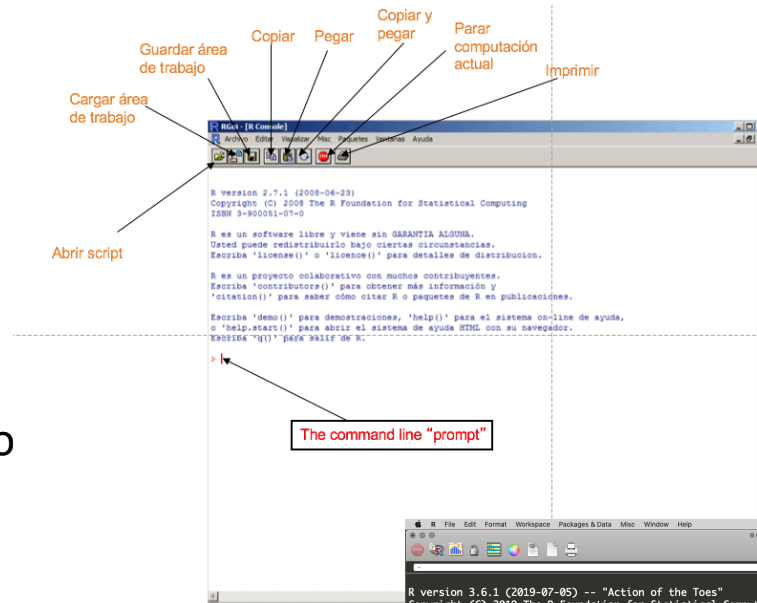 Copiar y
pegar
Parar
computación
actual
Guardar área
de trabajo
Copiar
Pegar
Imprimir
Cargar área
de trabajo
Abrir script
RGui - [R Console]
Archivo Editar Visualizar Misc Paquetes Ventanas Ayuda
R version 2.7.1 (2008-06-23)
Copyright (C) 2008 The R Foundation for Statistical Computing
ISBN 3-900051-07-0
R es un software libre y viene sin GARANTIA ALGUNA.
Usted puede redistribuirlo bajo ciertas circunstancias.
Escriba 'license()' o 'licence()' para detalles de distribucion.
R es un proyecto colaborativo con muchos contribuyentes.
Escriba 'contributors()' para obtener más información y
'citation()' para saber cómo citar R o paquetes de R en publicaciones.
Escriba 'demo()' para demostraciones, 'help()' para el sistema on-line de ayuda,
o 'help.start()' para abrir el sistema de ayuda HTML con su navegador.
Escriba 'q()' para salir de R.
>
The command line “prompt”
o
R File Edit Format Workspace Packages & Data Misc Window Help
R
R version 3.6.1 (2019-07-05) -- "Action of the Toes"
Copyright (C) 2019 The R Foundation for Statistical